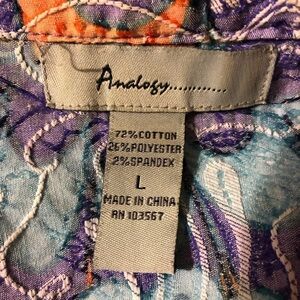 Analogy............
72%COTTON
26%POLYESTER
2%SPANDEX
L
MADE IN CHINA
RN 103567